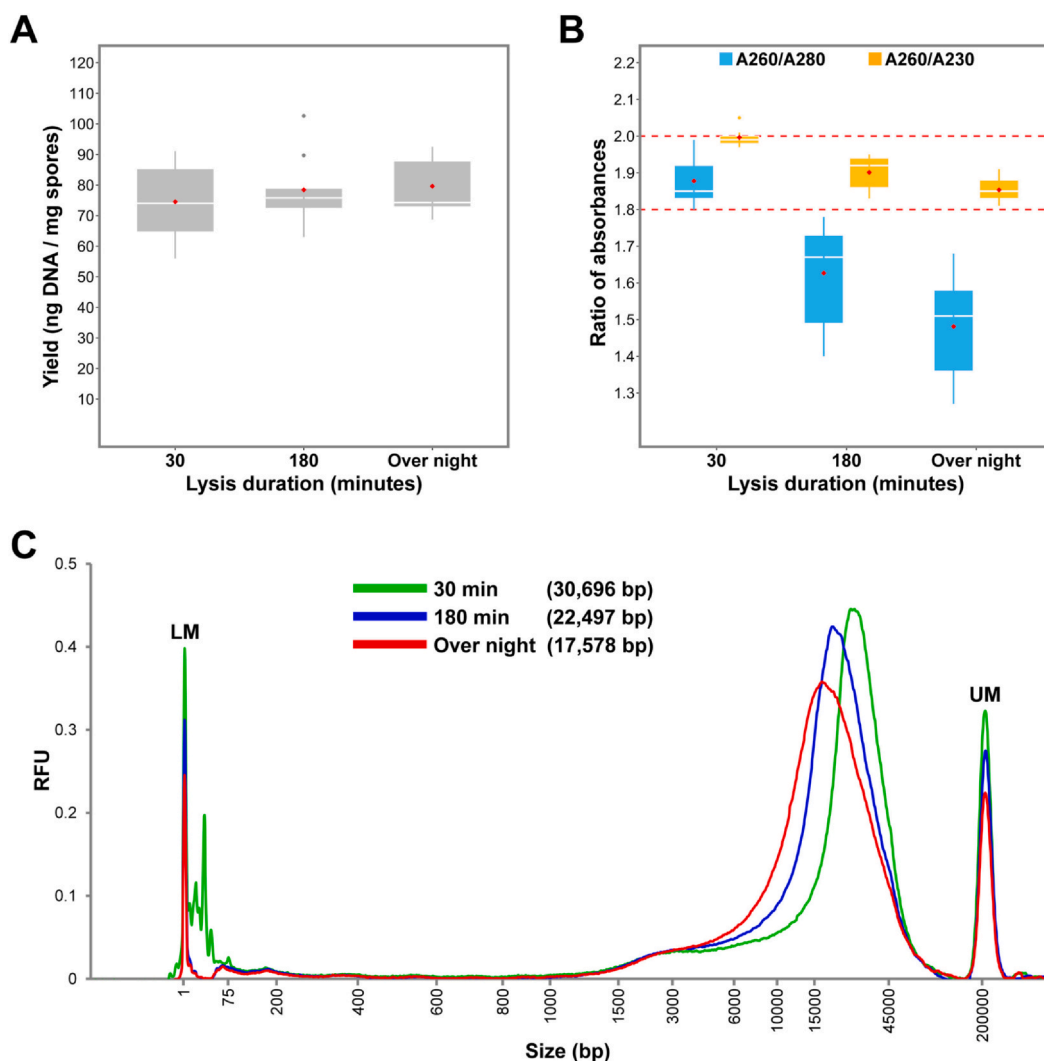 A
120
110
100
90
80
70
60
50
40
30
20
10
Yield (ng DNA / mg spores)
30 180 Over night
Lysis duration (minutes)
B
A260/A280 A260/A230
2.2
2.1
2.0
1.9
1.8
1.7
1.6
1.5
1.4
1.3
Ratio of absorbances
30 180 Over night
Lysis duration (minutes)
C
0.5
0.4
0.3
0.2
0.1
0
RFU
30 min (30,696 bp)
180 min (22,497 bp)
Over night (17,578 bp)
LM
UM
1 75 200 400 600 800 1000 1500 3000 6000 10000 15000 45000 200000
Size (bp)